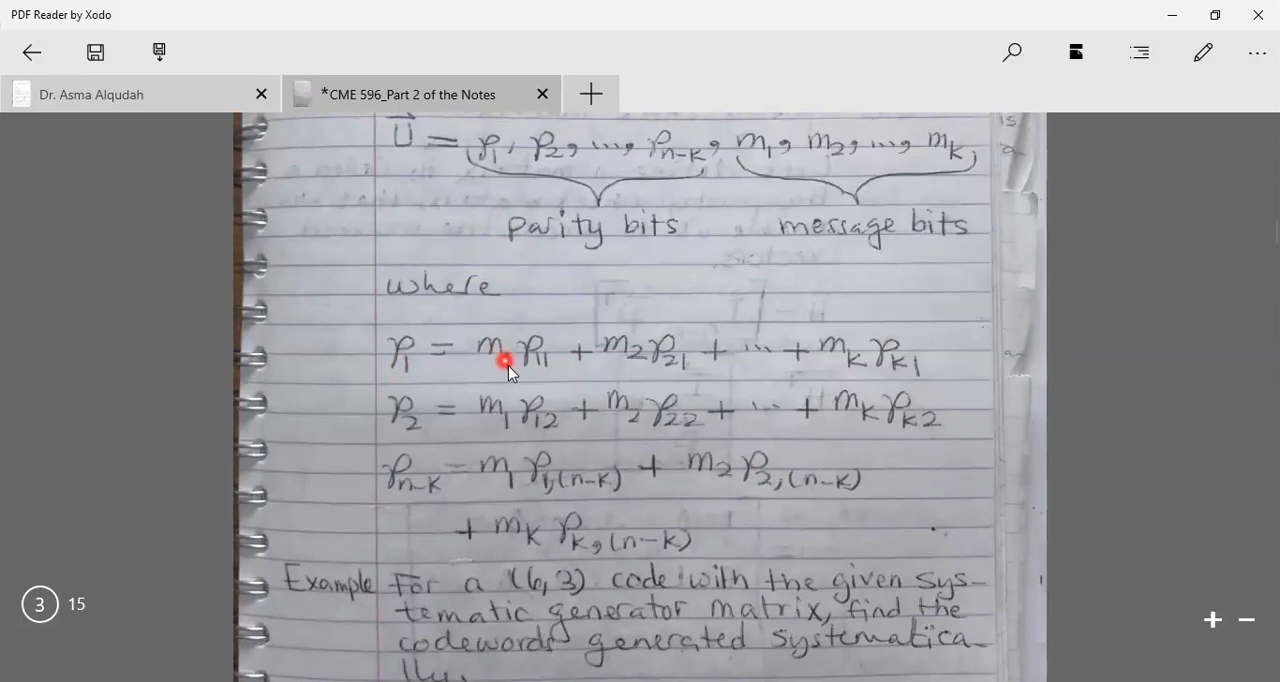 PDF Reader by Xodo
Dr. Asma Alqudah
*CME 596_Part 2 of the Notes
U = p1, p2, ..., pn-k, m1, m2, ..., mk
parity bits message bits
where
p1 = m p11 + m2 p21 + ... + mk pk1
p2 = m1 p12 + m2 p22 + ... + mk pk2
pn-k = m1 p1,(n-k) + m2 p2,(n-k)
+ mk pk,(n-k)
Example For a (6,3) code with the given sys-
tematic generator matrix, find the
codewords generated systematica-
lly.
3 15